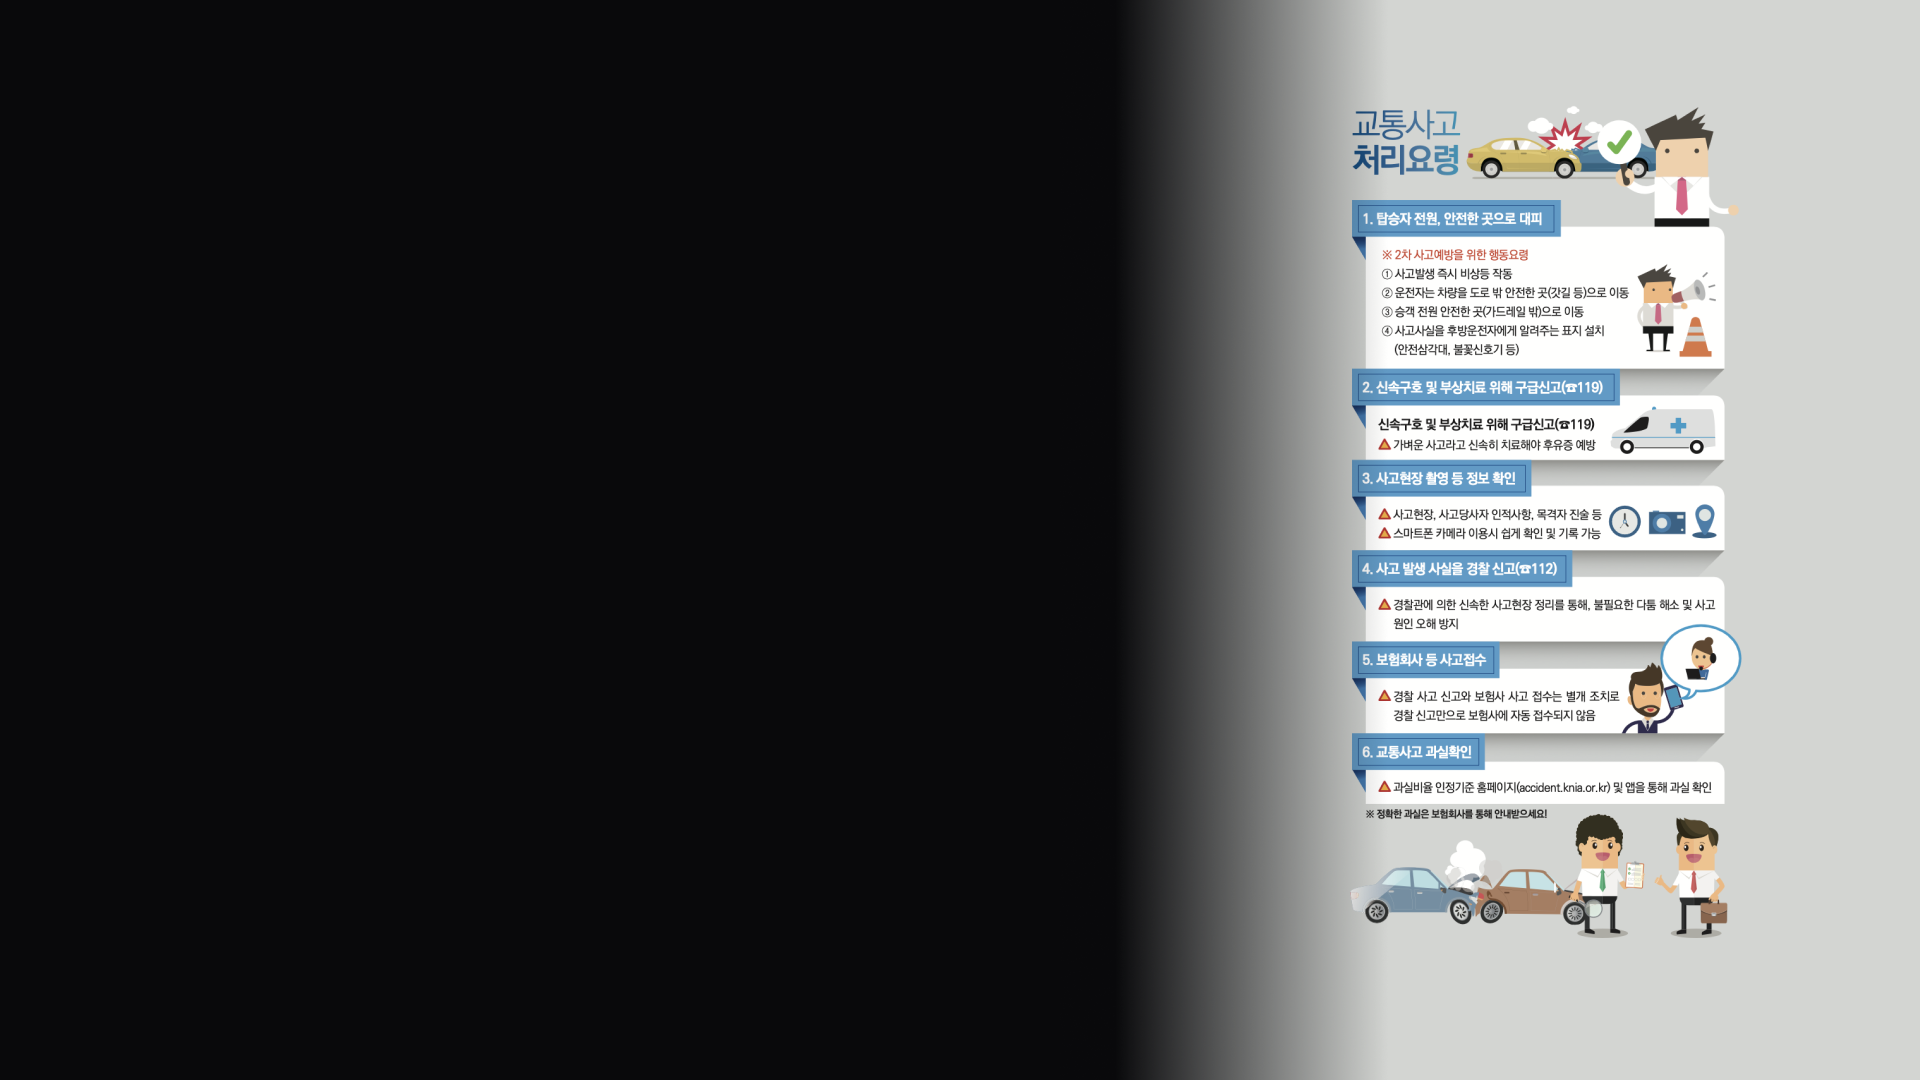 교통사고
처리요령
1. 탑승자 전원, 안전한 곳으로 대피
※ 2차 사고예방을 위한 행동요령
① 사고발생 즉시 비상등 작동
② 운전자는 차량을 도로 밖 안전한 곳(갓길 등)으로 이동
③ 승객 전원 안전한 곳(가드레일 밖)으로 이동
④ 사고사실을 후방운전자에게 알려주는 표지 설치
(안전삼각대, 불꽃신호기 등)
2. 신속구호 및 부상치료 위해 구급신고(☎119)
신속구호 및 부상치료 위해 구급신고(☎119)
가벼운 사고라고 신속히 치료해야 후유증 예방
3. 사고현장 촬영 등 정보 확인
사고현장, 사고당사자 인적사항, 목격자 진술 등
스마트폰 카메라 이용시 쉽게 확인 및 기록 가능
4. 사고 발생 사실을 경찰 신고(☎112)
경찰관에 의한 신속한 사고현장 정리를 통해, 불필요한 다툼 해소 및 사고
원인 오해 방지
5. 보험회사 등 사고접수
경찰 사고 신고와 보험사 사고 접수는 별개 조치로
경찰 신고만으로 보험사에 자동 접수되지 않음
6. 교통사고 과실확인
과실비율 인정기준 홈페이지(accident.knia.or.kr) 및 앱을 통해 과실 확인
※ 정확한 과실은 보험회사를 통해 안내받으세요!